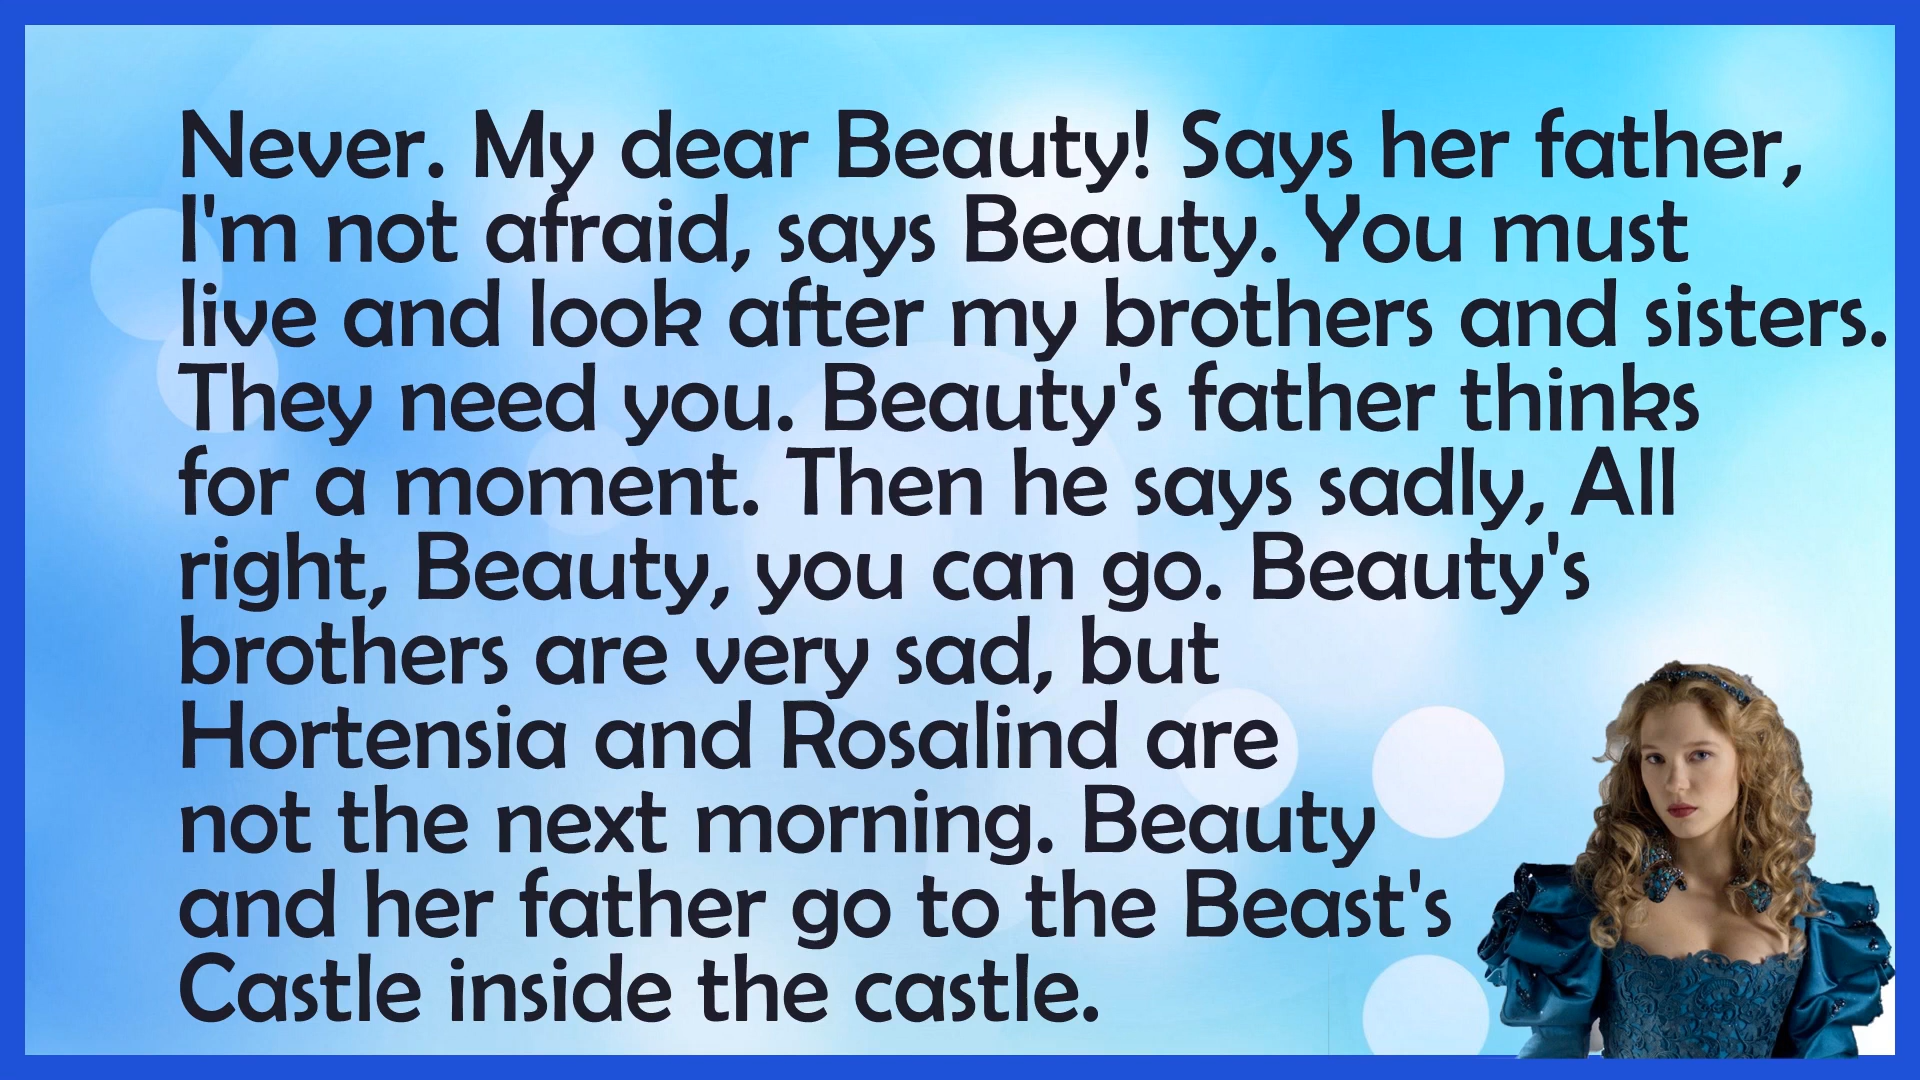 Never. My dear Beauty! Says her father,
I'm not afraid, says Beauty. You must
live and look after my brothers and sisters.
They need you. Beauty's father thinks
for a moment. Then he says sadly, All
right, Beauty, you can go. Beauty's
brothers are very sad, but
Hortensia and Rosalind are
not the next morning. Beauty
and her father go to the Beast's
Castle inside the castle.